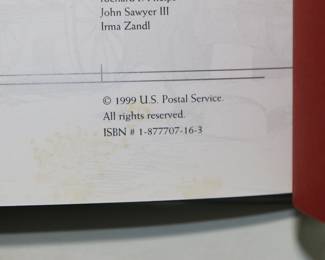 John Sawyer III
Irma Zandl
© 1999 U.S. Postal Service.
All rights reserved.
ISBN # 1-877707-16-3